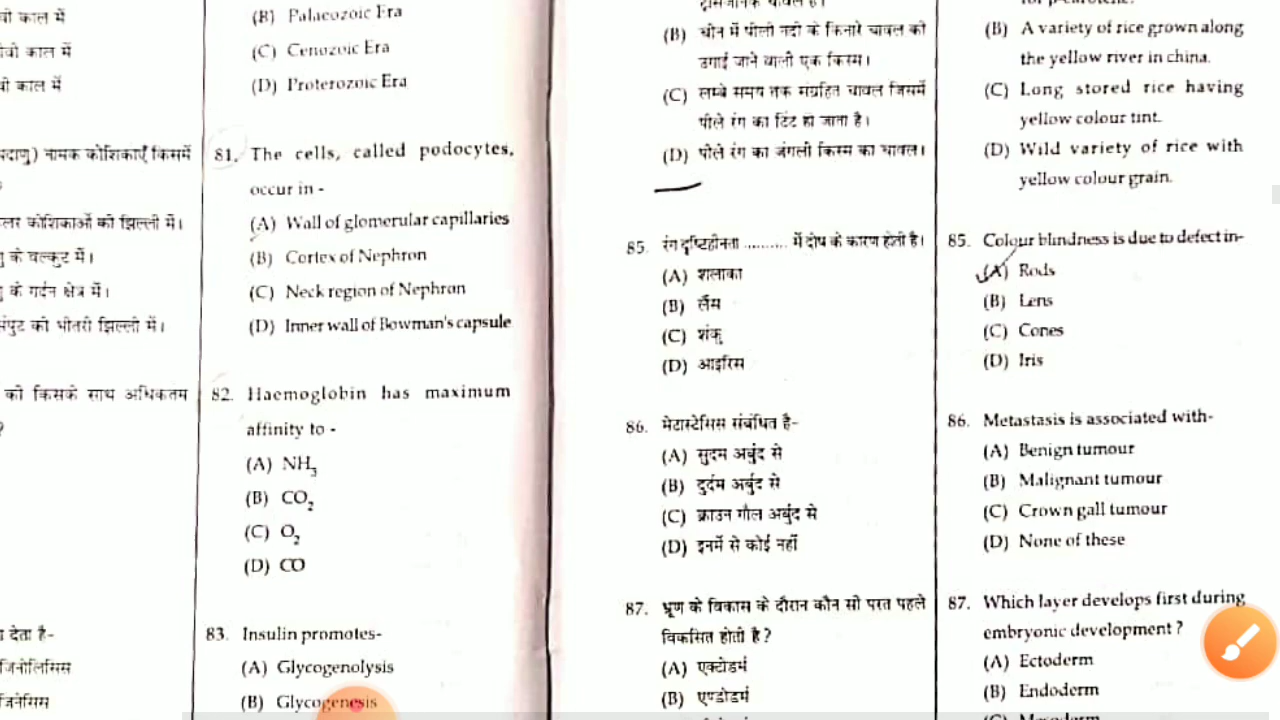 वी काल में
वी काल में
वी काल में
नामक कोशिकाएँ किसमें
?
कोशिकाओं की झिल्ली में।
के वल्कुट में।
के गर्दन क्षेत्र में।
की भीतरी झिल्ली में।
को किसके साथ अधिकतम
?
देता है-
(B) Palaeozoic Era
(C) Cenozoic Era
(D) Proterozoic Era
81. The cells, called podocytes,
occur in -
(A) Wall of glomerular capillaries
(B) Cortex of Nephron
(C) Neck region of Nephron
(D) Inner wall of Bowman's capsule
82. Haemoglobin has maximum
affinity to -
(A) NH₃
(B) CO₂
(C) O₂
(D) CO
83. Insulin promotes-
(A) Glycogenolysis
(B) Glycogenesis
(B) चीन में पीली नदी के किनारे चावल की
उगाई जाने वाली एक किस्म।
(C) लम्बे समय तक संग्रहित चावल जिसमें
पीले रंग का टिंट हो जाता है।
(D) पीले रंग का जंगली किस्म का चावल।
85. रंग दृष्टिहीनता .......... में दोष के कारण होती है।
(A) शलाका
(B) लैंस
(C) शंकु
(D) आइरिस
86. मेटास्टेसिस संबंधित है-
(A) सुदम अर्बुद से
(B) दुर्दम अर्बुद से
(C) क्राउन गौल अर्बुद से
(D) इनमें से कोई नहीं
87. भ्रूण के विकास के दौरान कौन सी परत पहले
विकसित होती है ?
(A) एक्टोडर्म
(B) एण्डोडर्म
for β-carotene.
(B) A variety of rice grown along
the yellow river in china.
(C) Long stored rice having
yellow colour tint.
(D) Wild variety of rice with
yellow colour grain.
85. Colour blindness is due to defect in-
(A) Rods
(B) Lens
(C) Cones
(D) Iris
86. Metastasis is associated with-
(A) Benign tumour
(B) Malignant tumour
(C) Crown gall tumour
(D) None of these
87. Which layer develops first during
embryonic development ?
(A) Ectoderm
(B) Endoderm
(C) Mesoderm